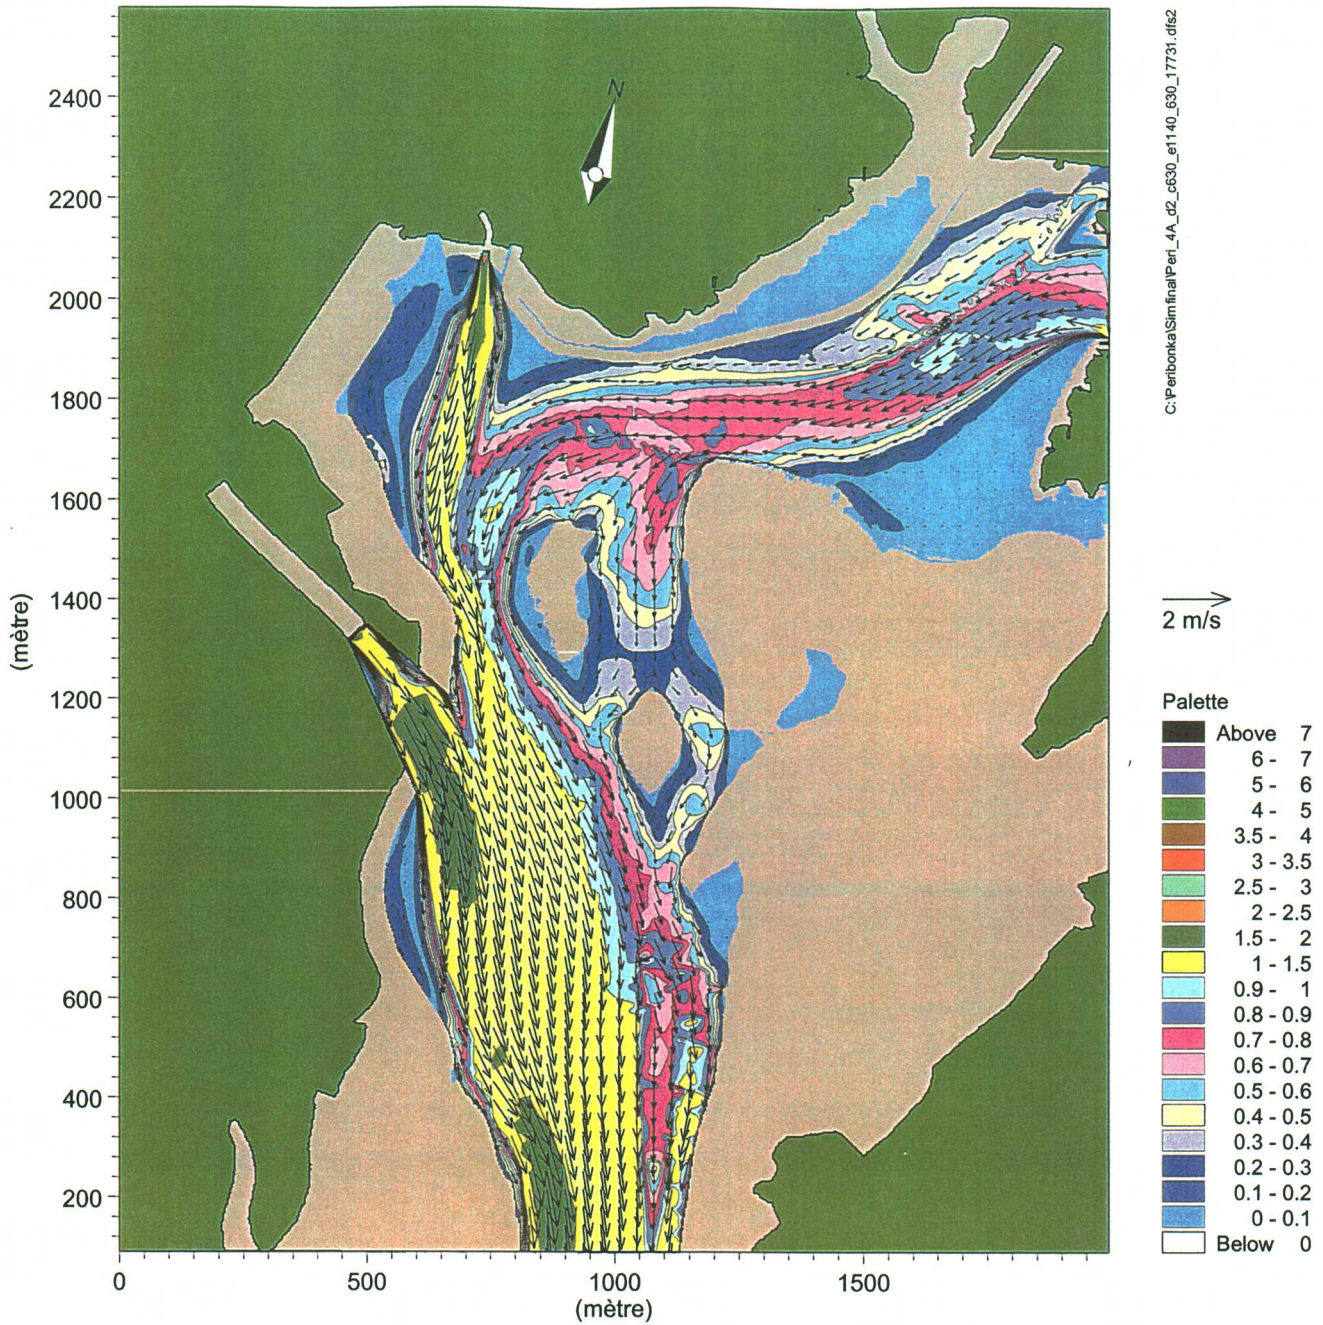 2400
2200
2000
1800
1600
1400
1200
1000
800
600
400
200
(mètre)
0
500
1000
1500
(mètre)
N
C:\Peribonka\Simfinal\Peri_4A_d2_c630_e1140_630_17731.dfs2
2 m/s
Palette
Above 7
6 - 7
5 - 6
4 - 5
3.5 - 4
3 - 3.5
2.5 - 3
2 - 2.5
1.5 - 2
1 - 1.5
0.9 - 1
0.8 - 0.9
0.7 - 0.8
0.6 - 0.7
0.5 - 0.6
0.4 - 0.5
0.3 - 0.4
0.2 - 0.3
0.1 - 0.2
0 - 0.1
Below 0